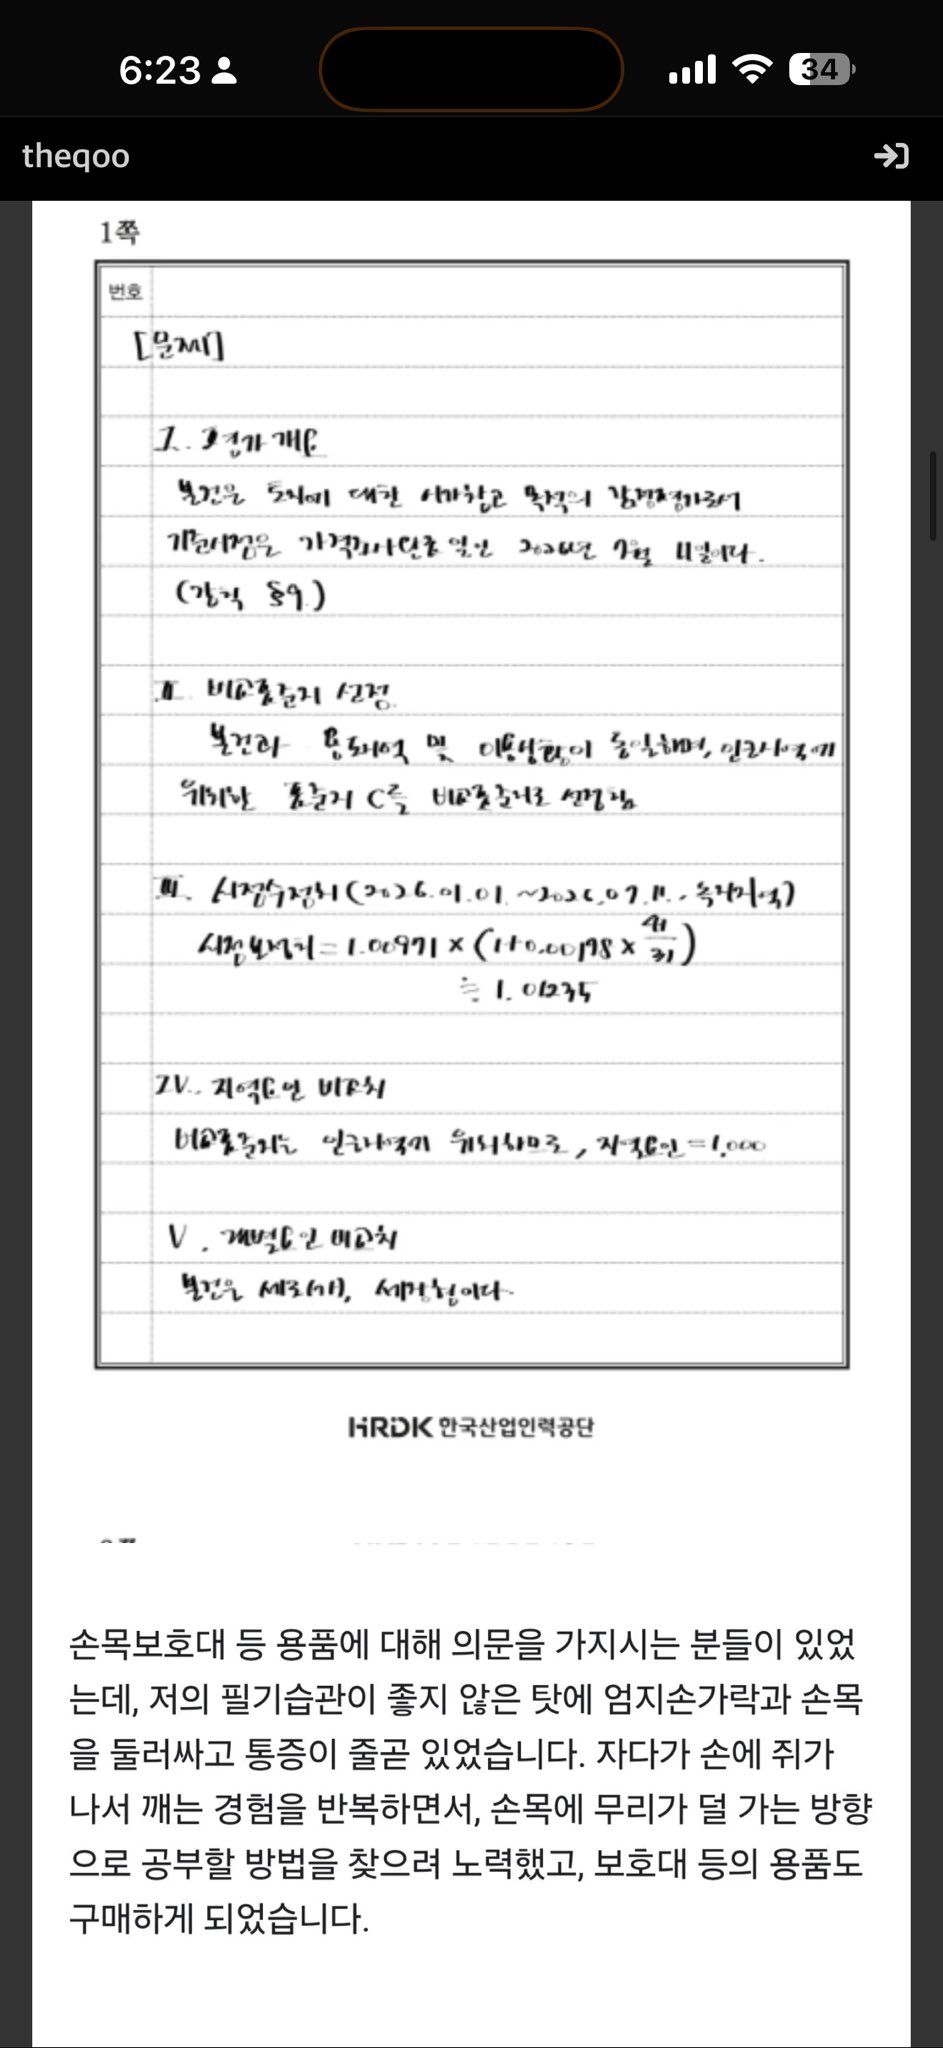 6:23
34
theqoo
1쪽
번호
[문제1]
I. 평가개요
본건은 토지에 대한 시가참고 목적의 감정평가로서
기준시점은 가격조사완료일인 2026년 7월 11일이다.
(감칙 §9.)
II. 비교표준지 선정
본건과 용도지역 및 이용상황이 동일하며, 인근지역에
위치한 표준지 C를 비교표준지로 선정함
III. 시점수정치(2026.01.01.~2026.07.11.,
시점보정치=1.00971×(1+0.00198×41/31)
≒1.01235
IV. 지역요인 비교치
비교표준지는 인근지역에 위치하므로, 지역요인=1.000
V. 개별요인 비교치
본건은 세로(가), 세장형이다.
HRDK 한국산업인력공단
손목보호대 등 용품에 대해 의문을 가지시는 분들이 있었
는데, 저의 필기습관이 좋지 않은 탓에 엄지손가락과 손목
을 둘러싸고 통증이 줄곧 있었습니다. 자다가 손에 쥐가
나서 깨는 경험을 반복하면서, 손목에 무리가 덜 가는 방향
으로 공부할 방법을 찾으려 노력했고, 보호대 등의 용품도
구매하게 되었습니다.